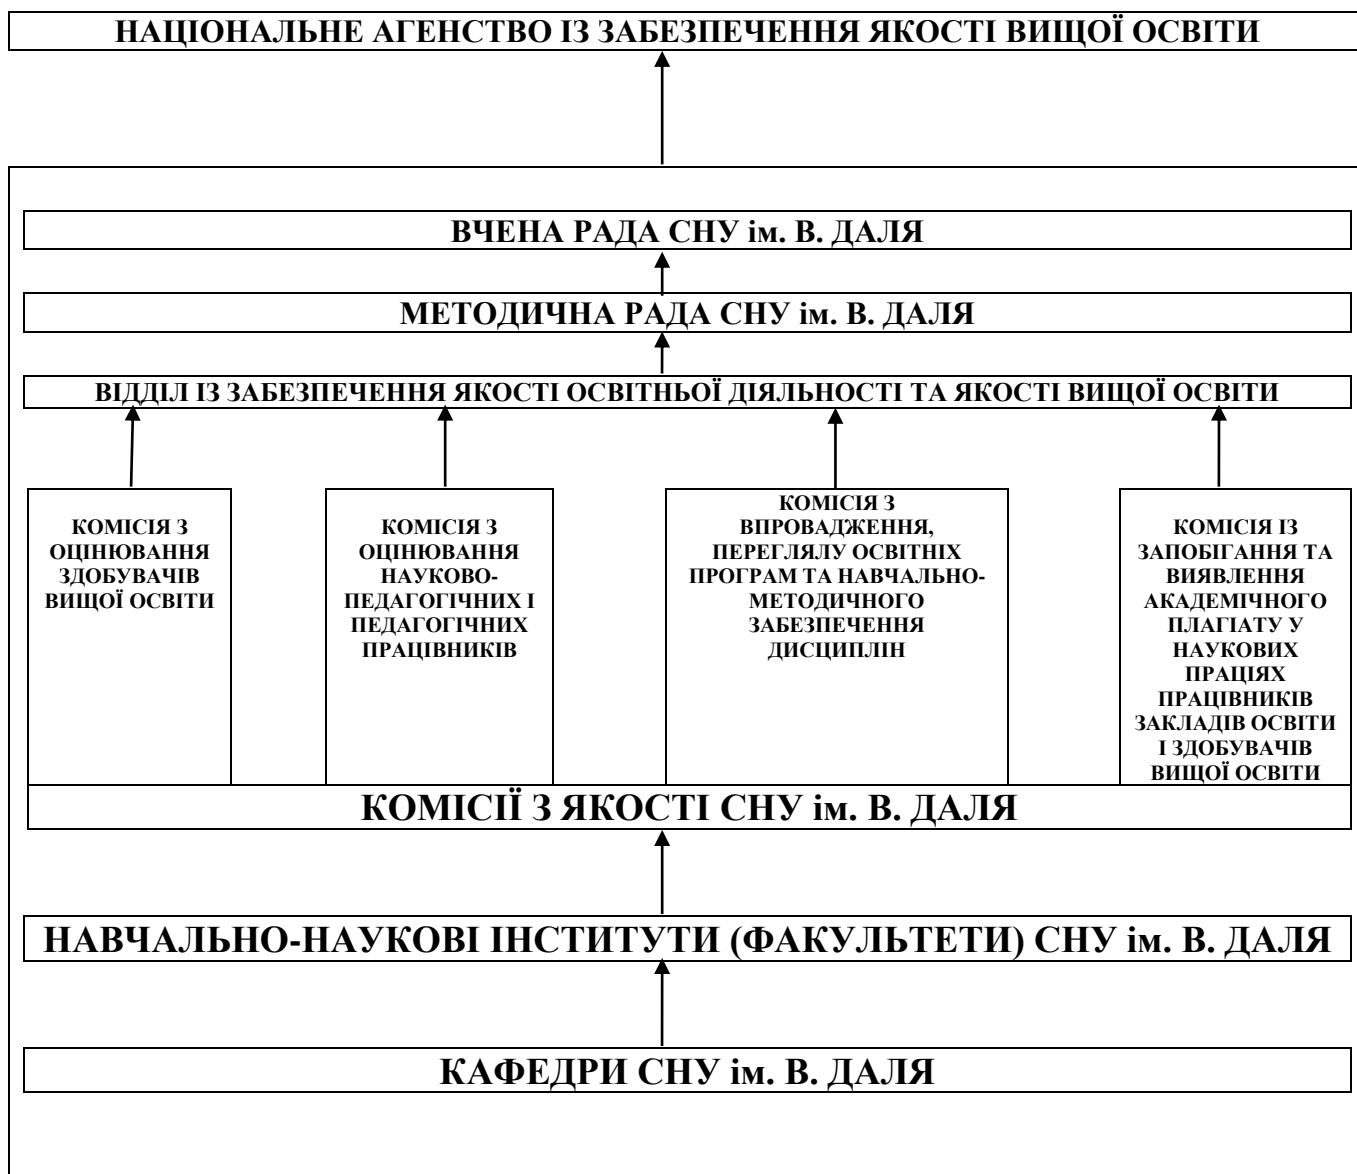 НАЦІОНАЛЬНЕ АГЕНСТВО ІЗ ЗАБЕЗПЕЧЕННЯ ЯКОСТІ ВИЩОЇ ОСВІТИ
ВЧЕНА РАДА СНУ ім. В. ДАЛЯ
МЕТОДИЧНА РАДА СНУ ім. В. ДАЛЯ
ВІДДІЛ ІЗ ЗАБЕЗПЕЧЕННЯ ЯКОСТІ ОСВІТНЬОЇ ДІЯЛЬНОСТІ ТА ЯКОСТІ ВИЩОЇ ОСВІТИ
КОМІСІЯ З
ОЦІНЮВАННЯ
ЗДОБУВАЧІВ
ВИЩОЇ ОСВІТИ
КОМІСІЯ З
ОЦІНЮВАННЯ
НАУКОВО-
ПЕДАГОГІЧНИХ І
ПЕДАГОГІЧНИХ
ПРАЦІВНИКІВ
КОМІСІЯ З
ВПРОВАДЖЕННЯ,
ПЕРЕГЛЯЛУ ОСВІТНІХ
ПРОГРАМ ТА НАВЧАЛЬНО-
МЕТОДИЧНОГО
ЗАБЕЗПЕЧЕННЯ
ДИСЦИПЛІН
КОМІСІЯ ІЗ
ЗАПОБІГАННЯ ТА
ВИЯВЛЕННЯ
АКАДЕМІЧНОГО
ПЛАГІАТУ У
НАУКОВИХ
ПРАЦІЯХ
ПРАЦІВНИКІВ
ЗАКЛАДІВ ОСВІТИ
І ЗДОБУВАЧІВ
ВИЩОЇ ОСВІТИ
КОМІСІЇ З ЯКОСТІ СНУ ім. В. ДАЛЯ
НАВЧАЛЬНО-НАУКОВІ ІНСТИТУТИ (ФАКУЛЬТЕТИ) СНУ ім. В. ДАЛЯ
КАФЕДРИ СНУ ім. В. ДАЛЯ